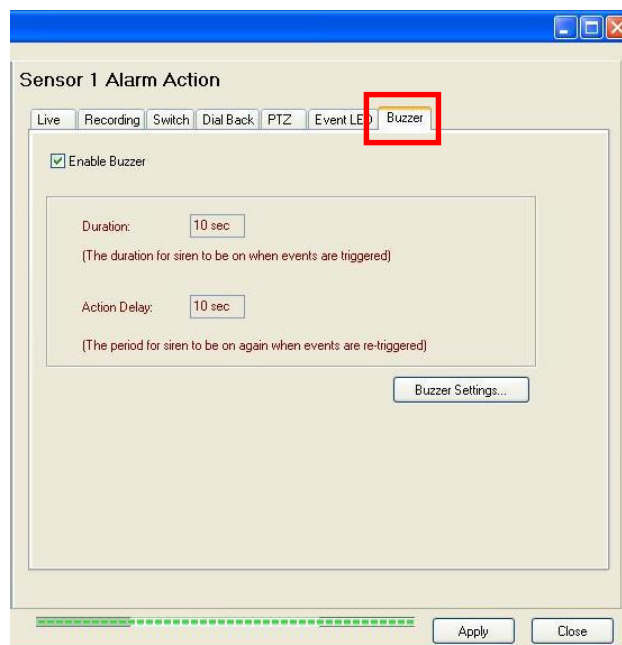 Sensor 1 Alarm Action
Live Recording Switch Dial Back PTZ Event LED Buzzer
Enable Buzzer
Duration: 10 sec
(The duration for siren to be on when events are triggered)
Action Delay: 10 sec
(The period for siren to be on again when events are re-triggered)
Buzzer Settings...
Apply Close